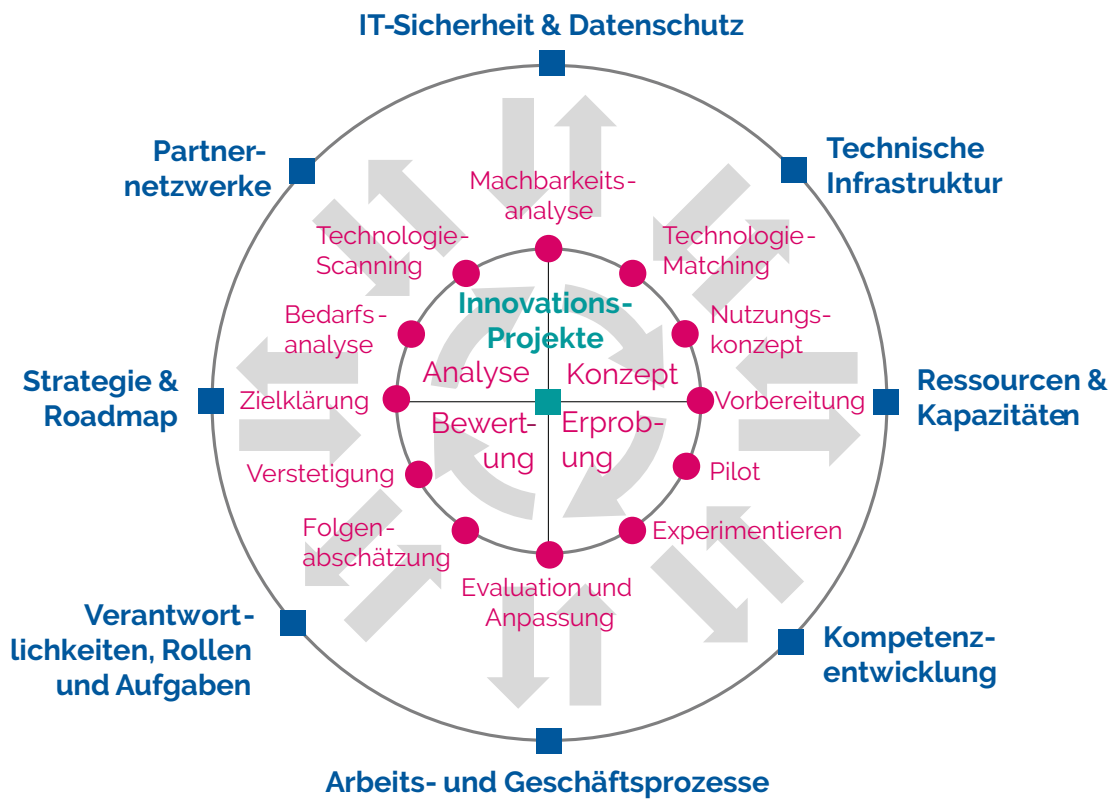 IT-Sicherheit & Datenschutz
Partner-
netzwerke
Technische
Infrastruktur
Machbarkeits-
analyse
Technologie-
Scanning
Technologie-
Matching
Innovations-
Projekte
Bedarfs-
analyse
Nutzungs-
konzept
Analyse
Konzept
Strategie &
Roadmap
Zielklärung
Vorbereitung
Ressourcen &
Kapazitäten
Bewert-
ung
Erprob-
ung
Verstetigung
Pilot
Folgen-
abschätzung
Experimentieren
Evaluation und
Anpassung
Verantwort-
lichkeiten, Rollen
und Aufgaben
Kompetenz-
entwicklung
Arbeits- und Geschäftsprozesse